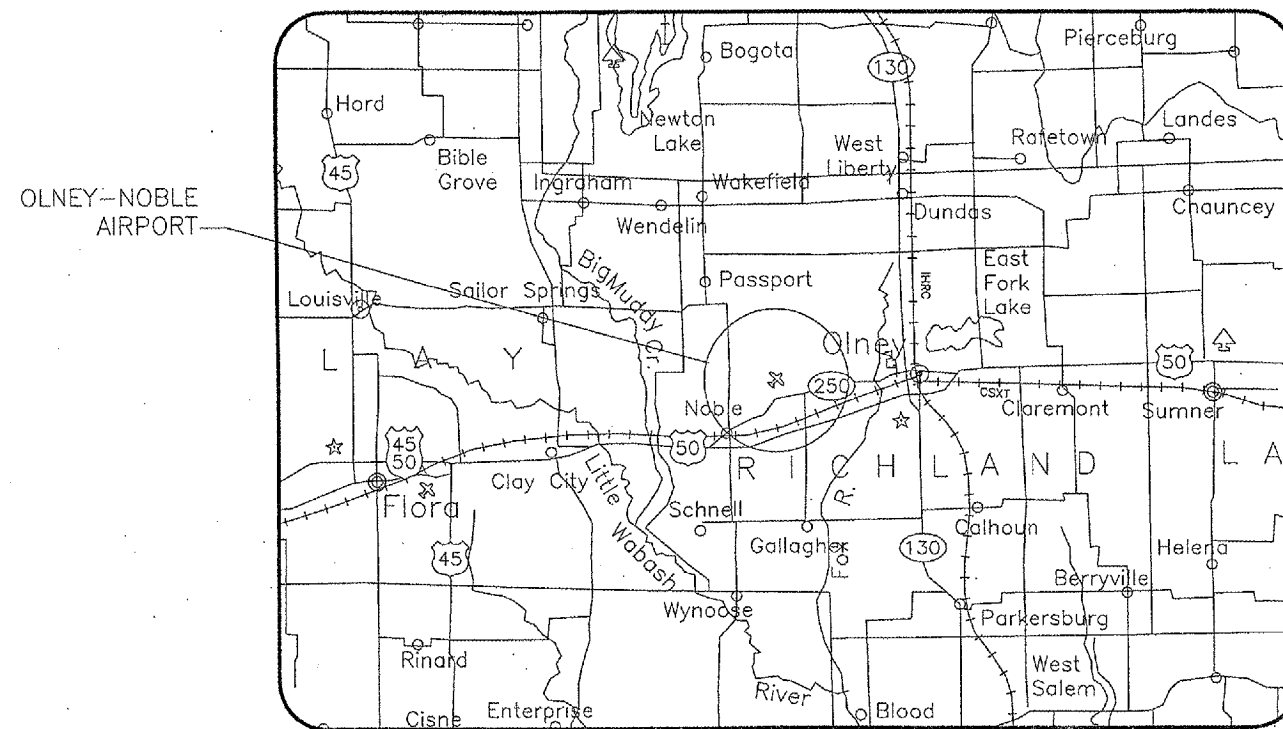 Pierceburg
Bogota
130
Hord
Newton
Lake
Landes
West
Liberty
Rafetown
Bible
Grove
45
Ingraham
Wakefield
OLNEY-NOBLE
AIRPORT
Wendelin
Dundas
Chauncey
BigMuddy Cr.
Passport
IHRC
East
Fork
Lake
Louisville
Sailor Springs
L A Y
Olney
50
250
Noble
CSXT
Claremont
Sumner
45
50
50
R I C H L A N D
L A
Clay City
Flora
Little Wabash
Schnell
Gallagher
Fox R.
Calhoun
45
130
Helena
Berryville
Wynoose
Parkersburg
Rinard
West
Salem
River
Cisne
Enterprise
Blood